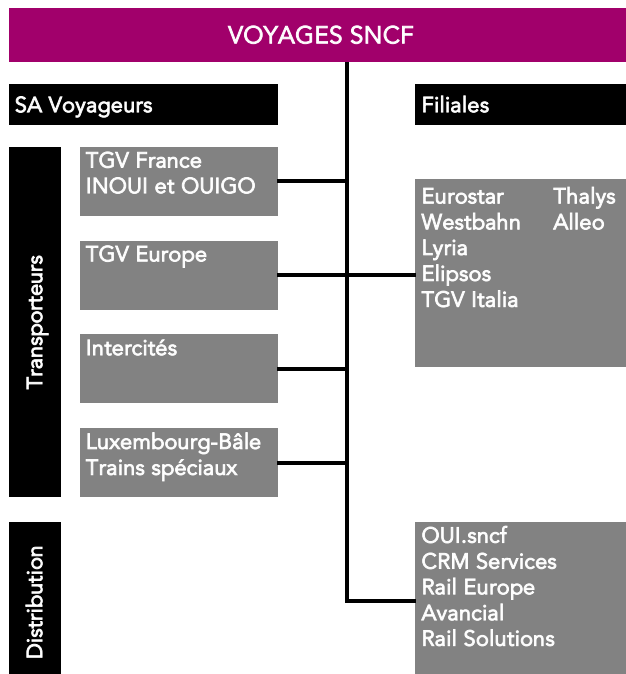 VOYAGES SNCF
SA Voyageurs
Filiales
Transporteurs
TGV France
INOUI et OUIGO
TGV Europe
Intercités
Luxembourg-Bâle
Trains spéciaux
Eurostar Thalys
Westbahn Alleo
Lyria
Elipsos
TGV Italia
Distribution
OUI.sncf
CRM Services
Rail Europe
Avancial
Rail Solutions